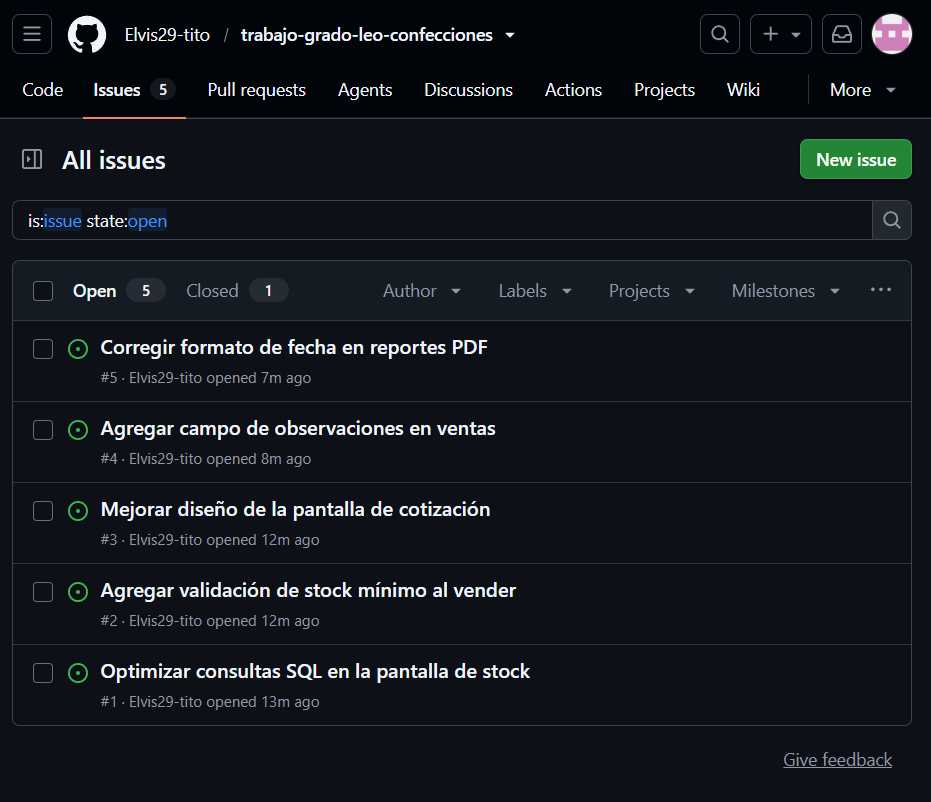 Elvis29-tito / trabajo-grado-leo-confecciones
Code Issues 5 Pull requests Agents Discussions Actions Projects Wiki More
All issues
New issue
is:issue state:open
Open 5 Closed 1 Author Labels Projects Milestones
Corregir formato de fecha en reportes PDF
#5 · Elvis29-tito opened 7m ago
Agregar campo de observaciones en ventas
#4 · Elvis29-tito opened 8m ago
Mejorar diseño de la pantalla de cotización
#3 · Elvis29-tito opened 12m ago
Agregar validación de stock mínimo al vender
#2 · Elvis29-tito opened 12m ago
Optimizar consultas SQL en la pantalla de stock
#1 · Elvis29-tito opened 13m ago
Give feedback